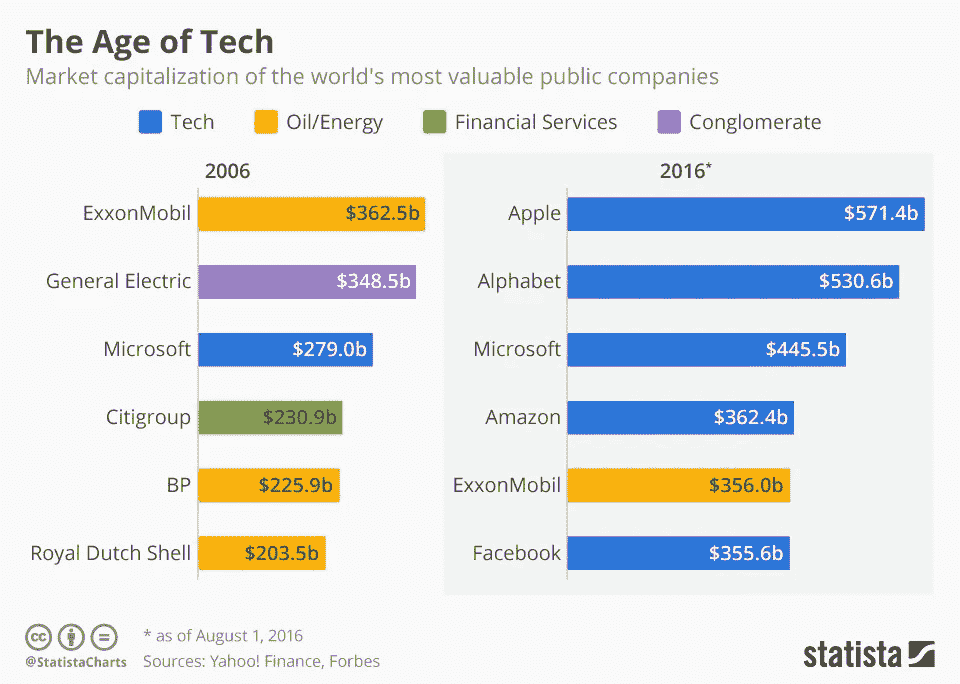 The Age of Tech
Market capitalization of the world's most valuable public companies
Tech Oil/Energy Financial Services Conglomerate
2006
ExxonMobil $362.5b
General Electric $348.5b
Microsoft $279.0b
Citigroup $230.9b
BP $225.9b
Royal Dutch Shell $203.5b
2016*
Apple $571.4b
Alphabet $530.6b
Microsoft $445.5b
Amazon $362.4b
ExxonMobil $356.0b
Facebook $355.6b
cc =
@StatistaCharts
* as of August 1, 2016
Sources: Yahoo! Finance, Forbes
statista